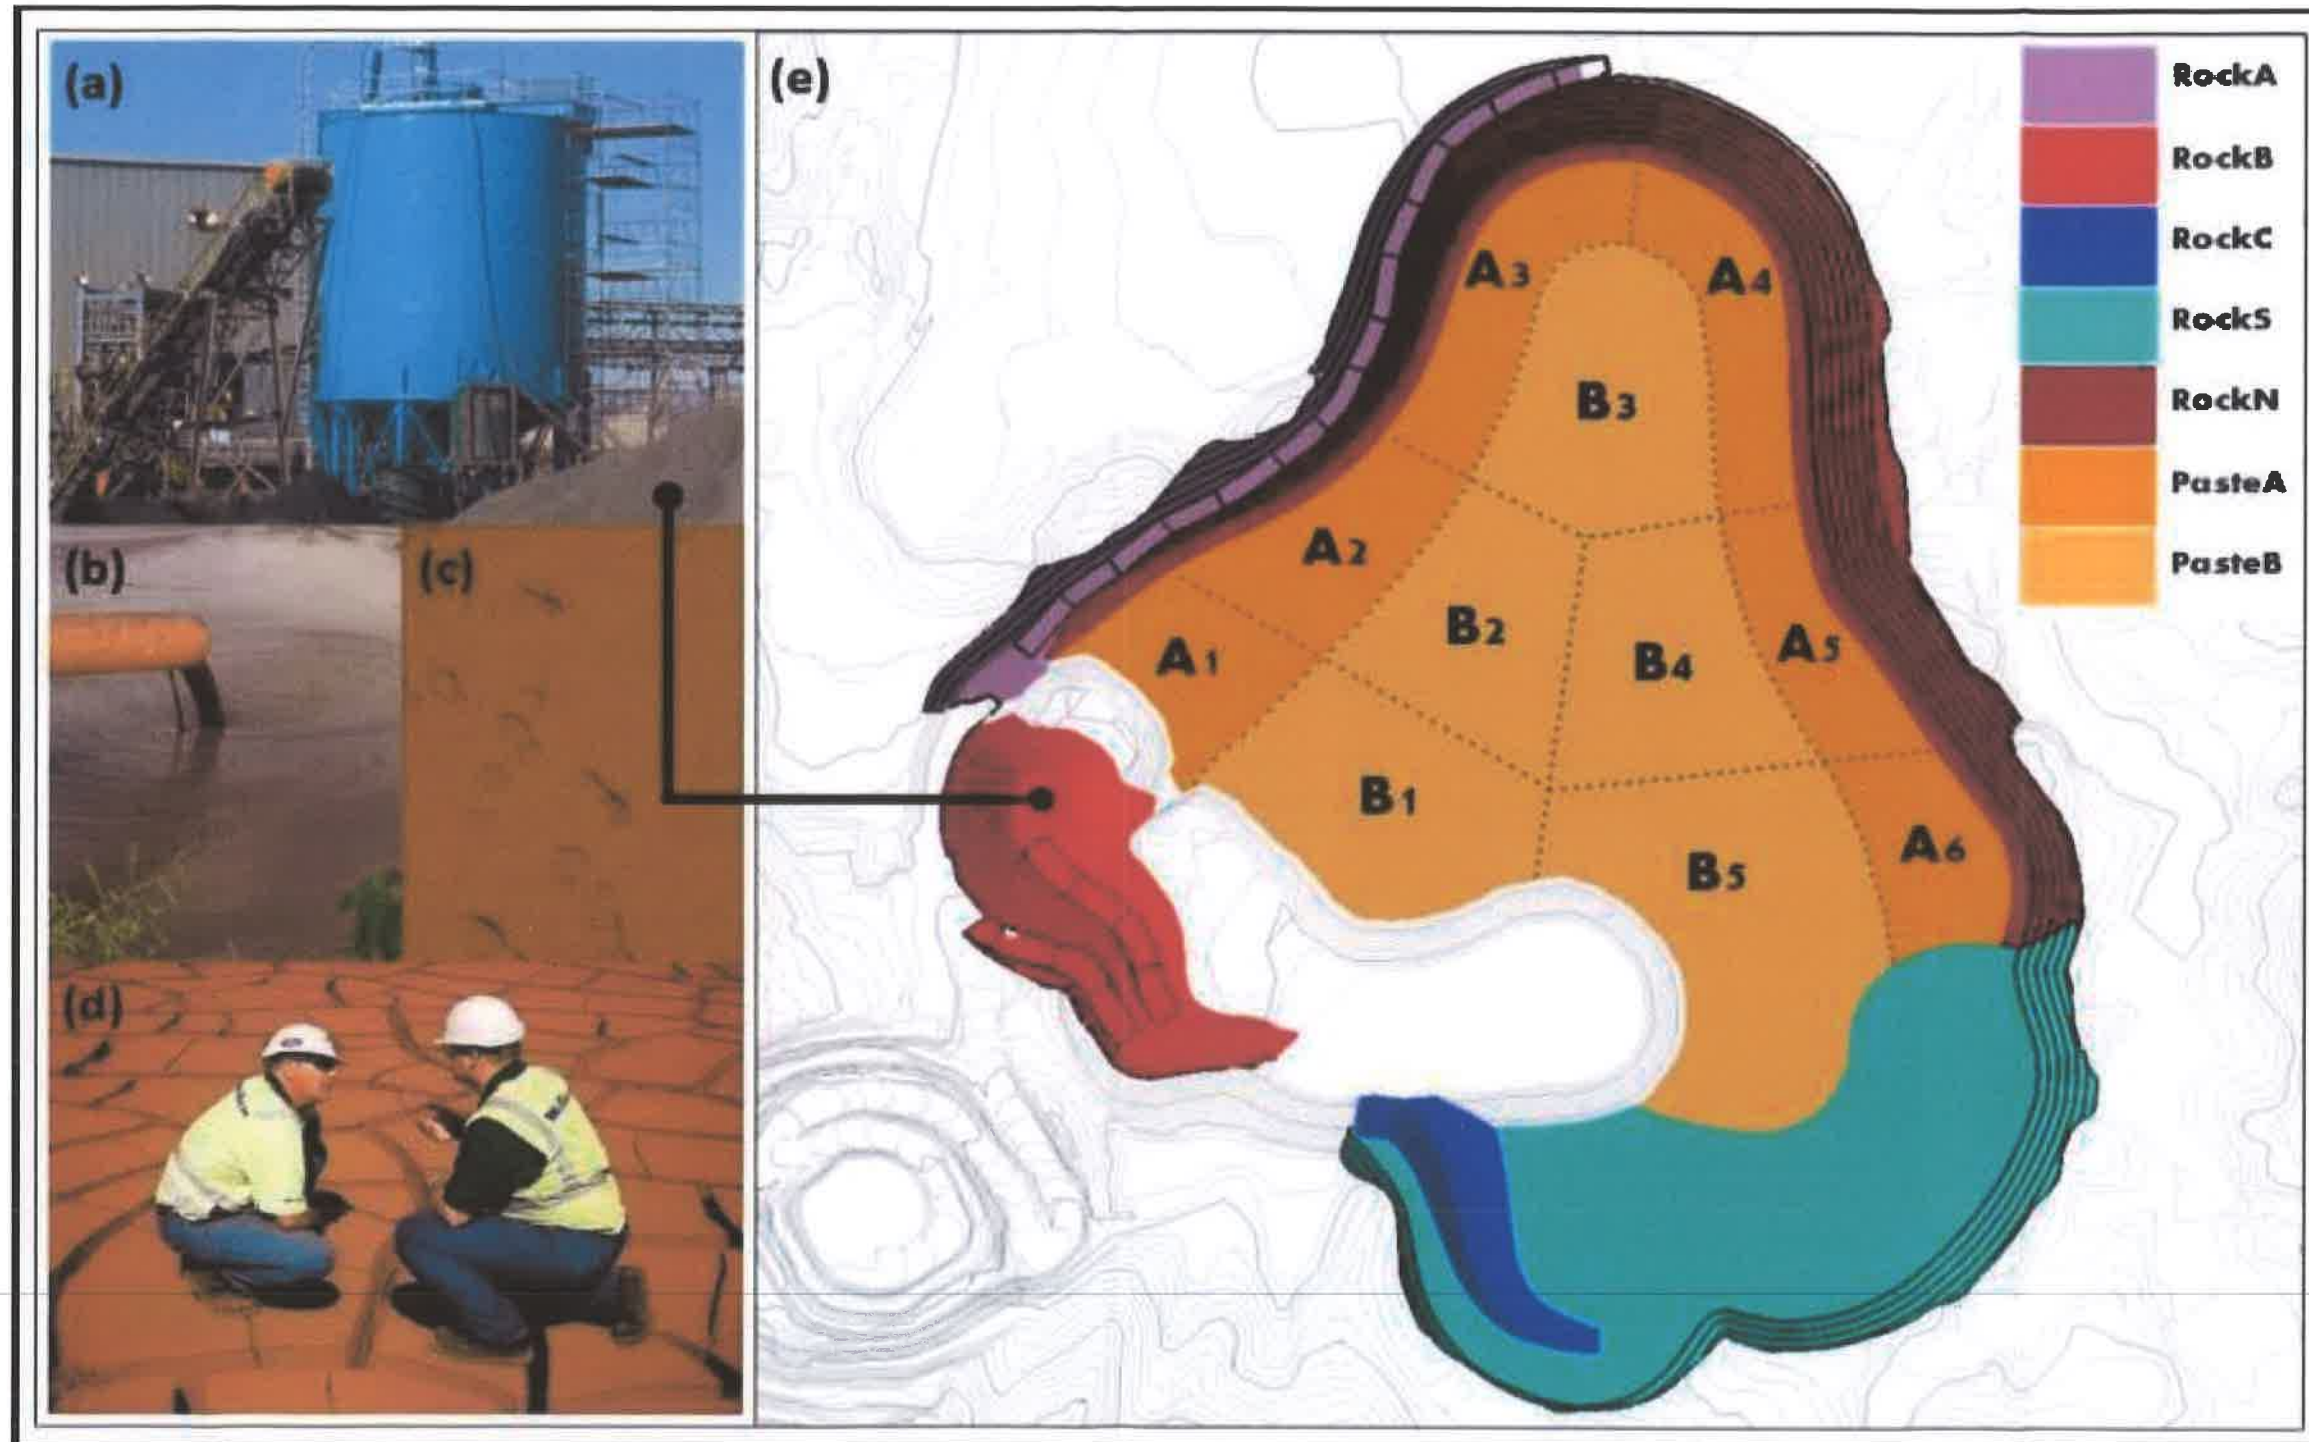 (a)
(b)
(c)
(d)
(e)
RockA
RockB
RockC
RockS
RockN
PasteA
PasteB
A3
A4
B3
A2
B2
A1
B4
A5
B1
B5
A6